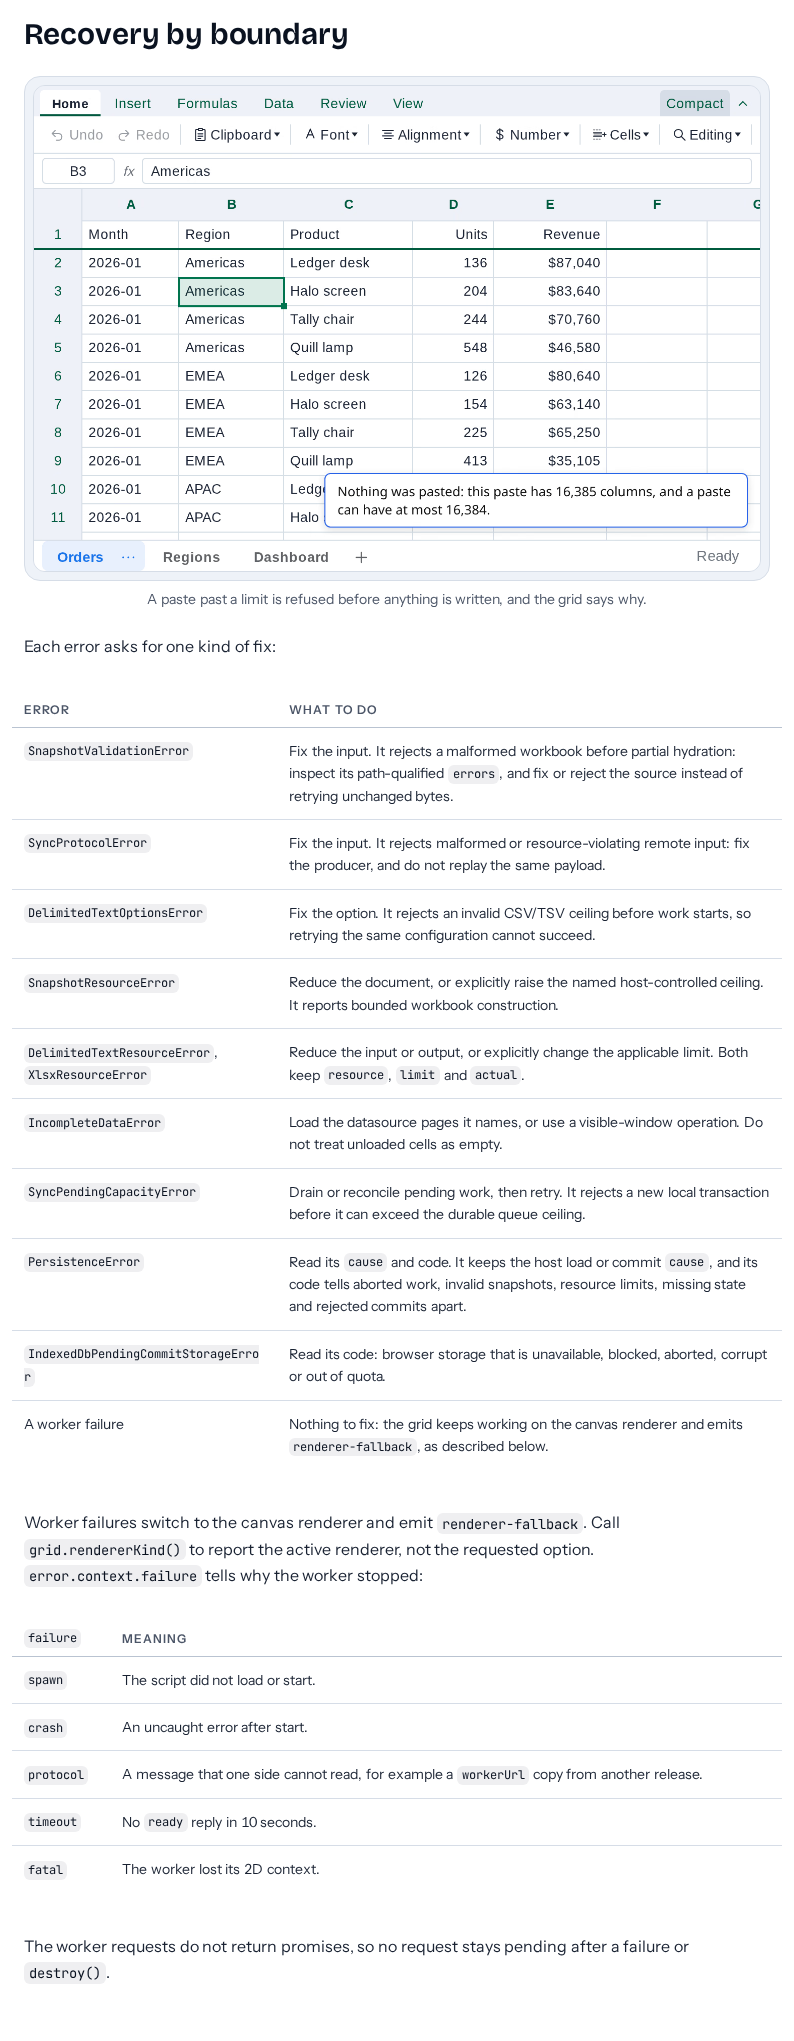 Recovery by boundary
Home Insert Formulas Data Review View Compact
Undo Redo Clipboard Font Alignment Number Cells Editing
B3 fx Americas
A B C D E F G
1 Month Region Product Units Revenue
2 2026-01 Americas Ledger desk 136 $87,040
3 2026-01 Americas Halo screen 204 $83,640
4 2026-01 Americas Tally chair 244 $70,760
5 2026-01 Americas Quill lamp 548 $46,580
6 2026-01 EMEA Ledger desk 126 $80,640
7 2026-01 EMEA Halo screen 154 $63,140
8 2026-01 EMEA Tally chair 225 $65,250
9 2026-01 EMEA Quill lamp 413 $35,105
10 2026-01 APAC Ledg
11 2026-01 APAC Halo
Nothing was pasted: this paste has 16,385 columns, and a paste
can have at most 16,384.
Orders ··· Regions Dashboard + Ready
A paste past a limit is refused before anything is written, and the grid says why.
Each error asks for one kind of fix:
ERROR WHAT TO DO
SnapshotValidationError Fix the input. It rejects a malformed workbook before partial hydration:
inspect its path-qualified errors, and fix or reject the source instead of
retrying unchanged bytes.
SyncProtocolError Fix the input. It rejects malformed or resource-violating remote input: fix
the producer, and do not replay the same payload.
DelimitedTextOptionsError Fix the option. It rejects an invalid CSV/TSV ceiling before work starts, so
retrying the same configuration cannot succeed.
SnapshotResourceError Reduce the document, or explicitly raise the named host-controlled ceiling.
It reports bounded workbook construction.
DelimitedTextResourceError, Reduce the input or output, or explicitly change the applicable limit. Both
XlsxResourceError keep resource, limit and actual.
IncompleteDataError Load the datasource pages it names, or use a visible-window operation. Do
not treat unloaded cells as empty.
SyncPendingCapacityError Drain or reconcile pending work, then retry. It rejects a new local transaction
before it can exceed the durable queue ceiling.
PersistenceError Read its cause and code. It keeps the host load or commit cause, and its
code tells aborted work, invalid snapshots, resource limits, missing state
and rejected commits apart.
IndexedDbPendingCommitStorageErro Read its code: browser storage that is unavailable, blocked, aborted, corrupt
r or out of quota.
A worker failure Nothing to fix: the grid keeps working on the canvas renderer and emits
renderer-fallback, as described below.
Worker failures switch to the canvas renderer and emit renderer-fallback. Call
grid.rendererKind() to report the active renderer, not the requested option.
error.context.failure tells why the worker stopped:
failure MEANING
spawn The script did not load or start.
crash An uncaught error after start.
protocol A message that one side cannot read, for example a workerUrl copy from another release.
timeout No ready reply in 10 seconds.
fatal The worker lost its 2D context.
The worker requests do not return promises, so no request stays pending after a failure or
destroy().